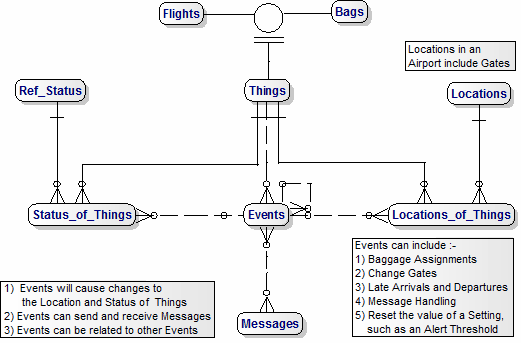 Flights
Bags
Locations in an
Airport include Gates
Ref_Status
Things
Locations
Status_of_Things
Events
Locations_of_Things
Events can include :-
1) Baggage Assignments
2) Change Gates
3) Late Arrivals and Departures
4) Message Handling
5) Reset the value of a Setting,
such as an Alert Threshold
1) Events will cause changes to
the Location and Status of Things
2) Events can send and receive Messages
3) Events can be related to other Events
Messages